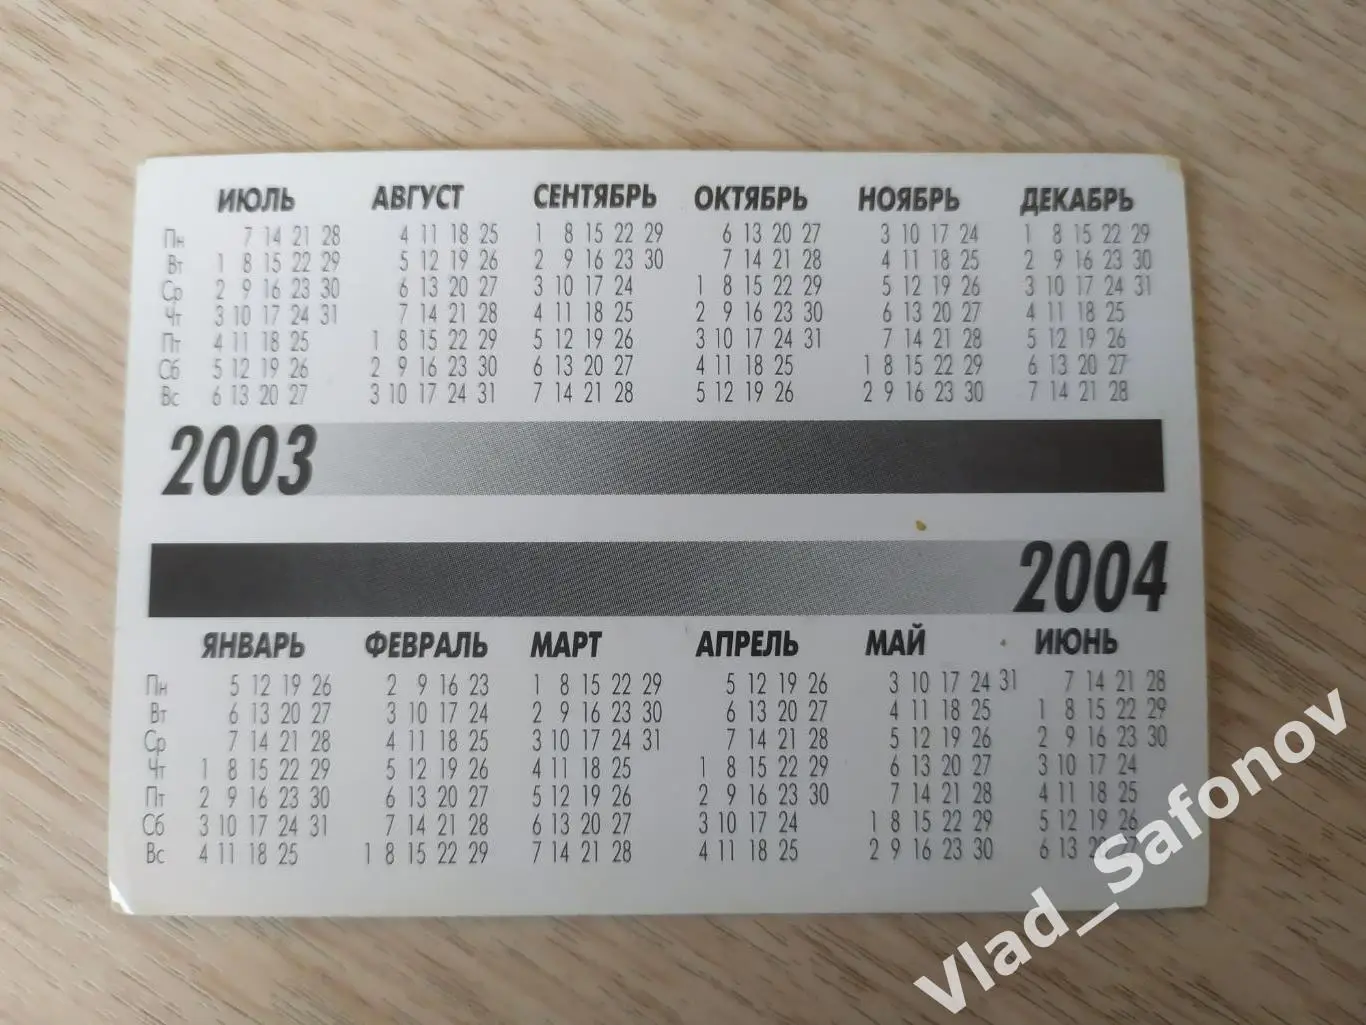 ИЮЛЬ АВГУСТ СЕНТЯБРЬ ОКТЯБРЬ НОЯБРЬ ДЕКАБРЬ
Пн 7 14 21 28 4 11 18 25 1 8 15 22 29 6 13 20 27 3 10 17 24 1 8 15 22 29
Вт 1 8 15 22 29 5 12 19 26 2 9 16 23 30 7 14 21 28 4 11 18 25 2 9 16 23 30
Ср 2 9 16 23 30 6 13 20 27 3 10 17 24 1 8 15 22 29 5 12 19 26 3 10 17 24 31
Чт 3 10 17 24 31 7 14 21 28 4 11 18 25 2 9 16 23 30 6 13 20 27 4 11 18 25
Пт 4 11 18 25 1 8 15 22 29 5 12 19 26 3 10 17 24 31 7 14 21 28 5 12 19 26
Сб 5 12 19 26 2 9 16 23 30 6 13 20 27 4 11 18 25 1 8 15 22 29 6 13 20 27
Вс 6 13 20 27 3 10 17 24 31 7 14 21 28 5 12 19 26 2 9 16 23 30 7 14 21 28
2003
2004
ЯНВАРЬ ФЕВРАЛЬ МАРТ АПРЕЛЬ МАЙ ИЮНЬ
Пн 5 12 19 26 2 9 16 23 1 8 15 22 29 5 12 19 26 3 10 17 24 31 7 14 21 28
Вт 6 13 20 27 3 10 17 24 2 9 16 23 30 6 13 20 27 4 11 18 25 1 8 15 22 29
Ср 7 14 21 28 4 11 18 25 3 10 17 24 31 7 14 21 28 5 12 19 26 2 9 16 23 30
Чт 1 8 15 22 29 5 12 19 26 4 11 18 25 1 8 15 22 29 6 13 20 27 3 10 17 24
Пт 2 9 16 23 30 6 13 20 27 5 12 19 26 2 9 16 23 30 7 14 21 28 4 11 18 25
Сб 3 10 17 24 31 7 14 21 28 6 13 20 27 3 10 17 24 1 8 15 22 29 5 12 19 26
Вс 4 11 18 25 1 8 15 22 29 7 14 21 28 4 11 18 25 2 9 16 23 30 6 13 20 27
Vlad_Safonov